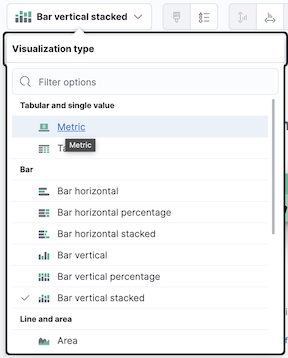 Bar vertical stacked
Visualization type
Filter options
Tabular and single value
Metric
Metric
Bar
Bar horizontal
Bar horizontal percentage
Bar horizontal stacked
Bar vertical
Bar vertical percentage
Bar vertical stacked
Line and area
Area